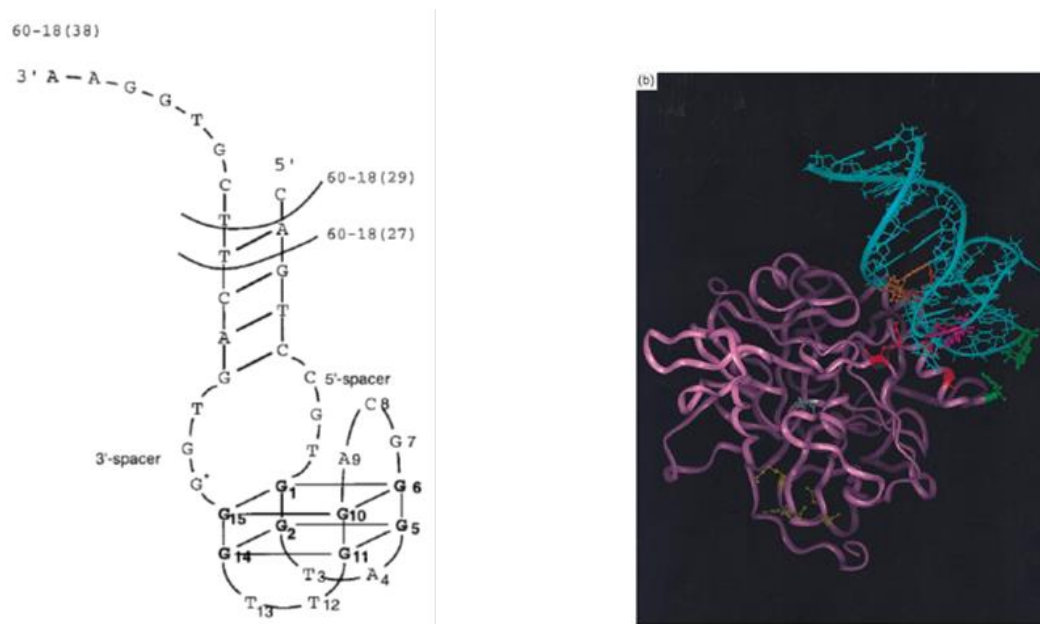 60-18(38)
(b)
3' A A G G T G C T T C A G T G G*
5' C A G T C C G T
60-18(29)
60-18(27)
5'-spacer
3'-spacer
C8
G7
A9
G1 G6
G15 G10
G2 G5
G14 G11
T3 A4
T13 T12